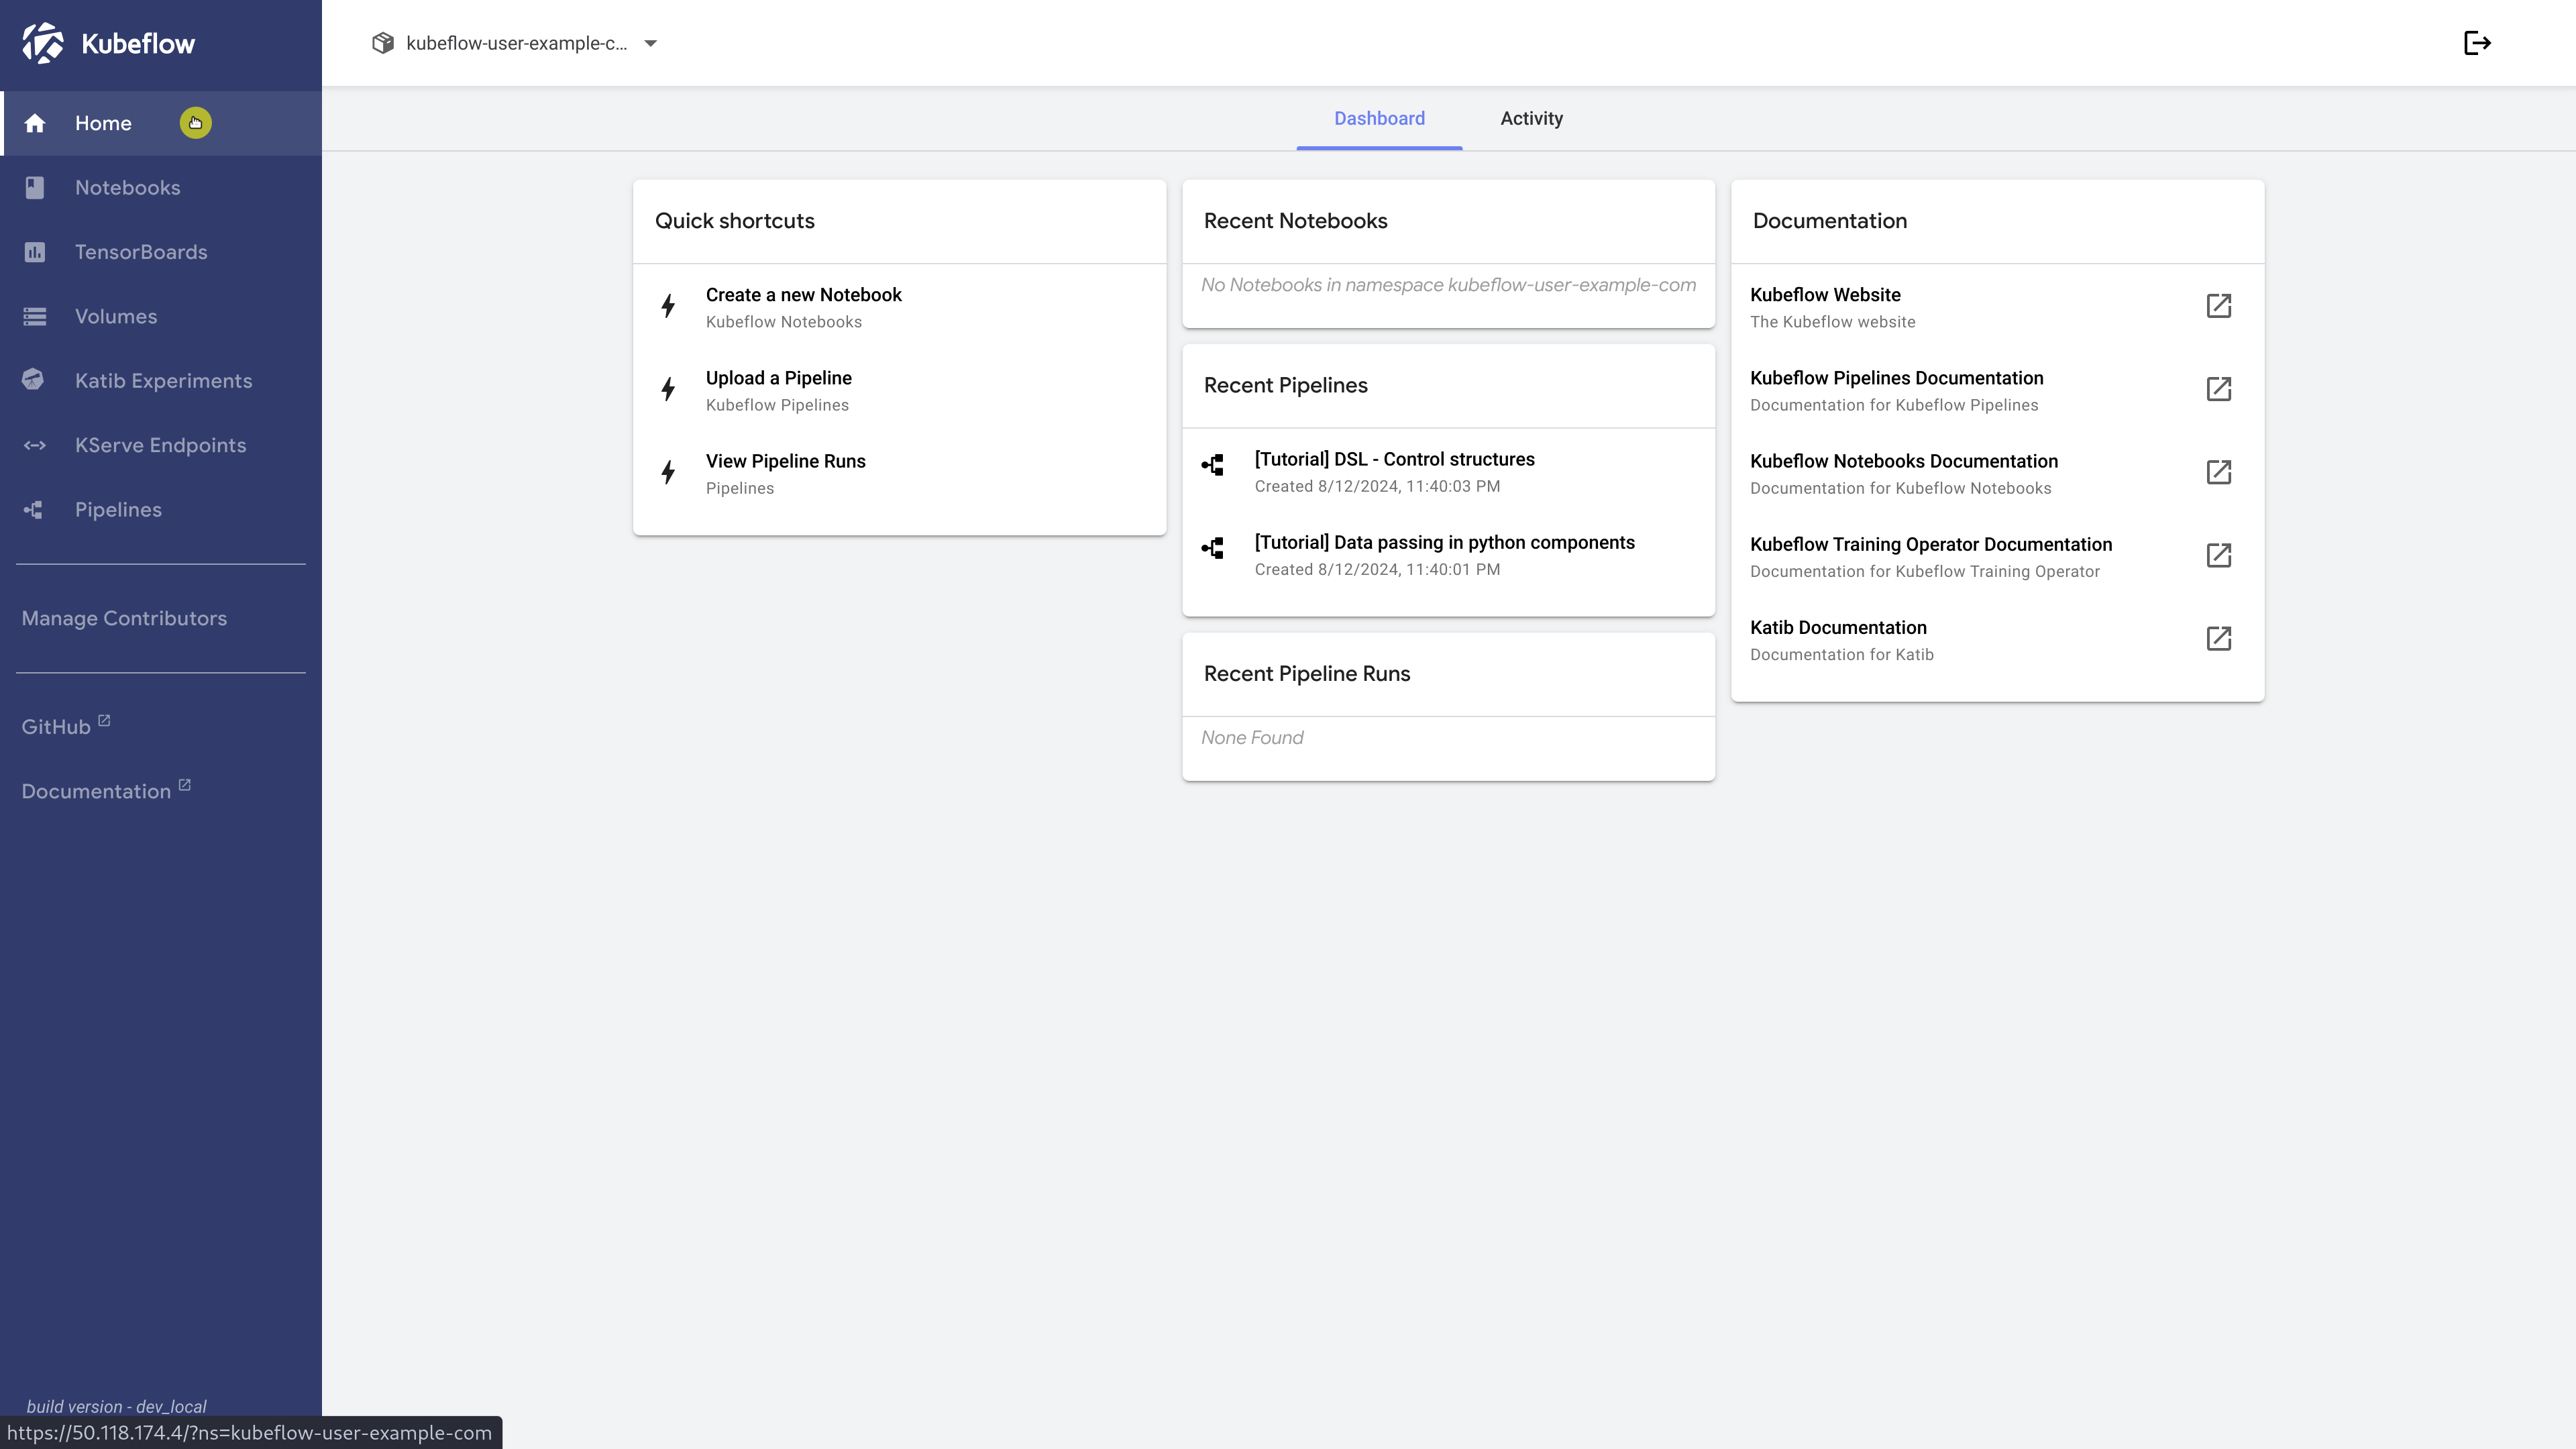 Kubeflow
Home
Notebooks
TensorBoards
Volumes
Katib Experiments
KServe Endpoints
Pipelines
Manage Contributors
GitHub
Documentation
build version - dev_local
https://50.118.174.4/?ns=kubeflow-user-example-com
kubeflow-user-example-c...
Dashboard
Activity
Quick shortcuts
Create a new Notebook
Kubeflow Notebooks
Upload a Pipeline
Kubeflow Pipelines
View Pipeline Runs
Pipelines
Recent Notebooks
No Notebooks in namespace kubeflow-user-example-com
Recent Pipelines
[Tutorial] DSL - Control structures
Created 8/12/2024, 11:40:03 PM
[Tutorial] Data passing in python components
Created 8/12/2024, 11:40:01 PM
Recent Pipeline Runs
None Found
Documentation
Kubeflow Website
The Kubeflow website
Kubeflow Pipelines Documentation
Documentation for Kubeflow Pipelines
Kubeflow Notebooks Documentation
Documentation for Kubeflow Notebooks
Kubeflow Training Operator Documentation
Documentation for Kubeflow Training Operator
Katib Documentation
Documentation for Katib